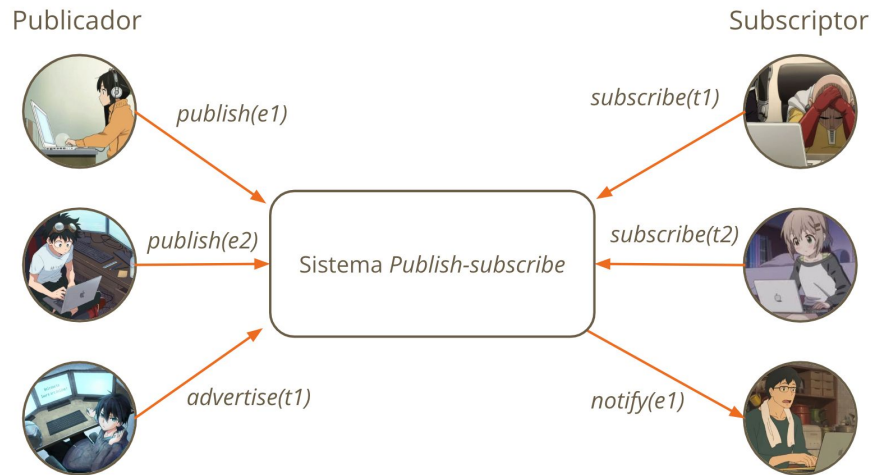 Publicador
Subscriptor
publish(e1)
subscribe(t1)
publish(e2)
subscribe(t2)
Sistema Publish-subscribe
advertise(t1)
notify(e1)